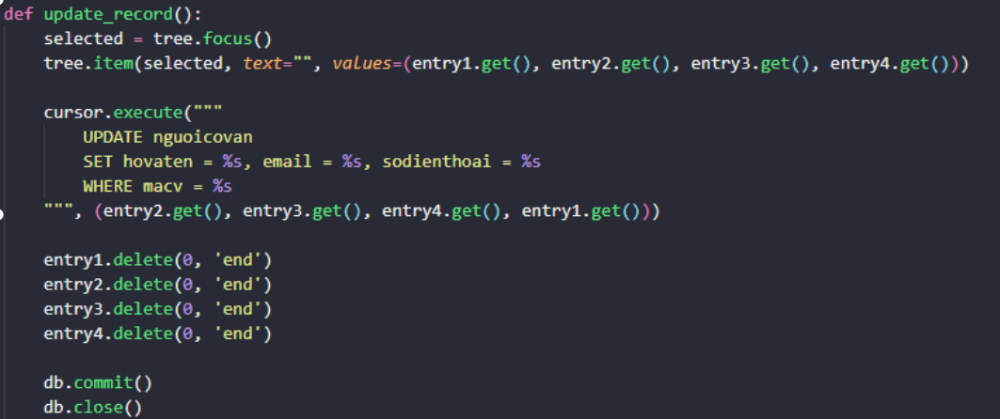 def update_record():
    selected = tree.focus()
    tree.item(selected, text="", values=(entry1.get(), entry2.get(), entry3.get(), entry4.get()))
    cursor.execute("""
        UPDATE nguoicovan
        SET hovaten = %s, email = %s, sodienthoai = %s
        WHERE macv = %s
    """, (entry2.get(), entry3.get(), entry4.get(), entry1.get()))
    entry1.delete(0, 'end')
    entry2.delete(0, 'end')
    entry3.delete(0, 'end')
    entry4.delete(0, 'end')
    db.commit()
    db.close()